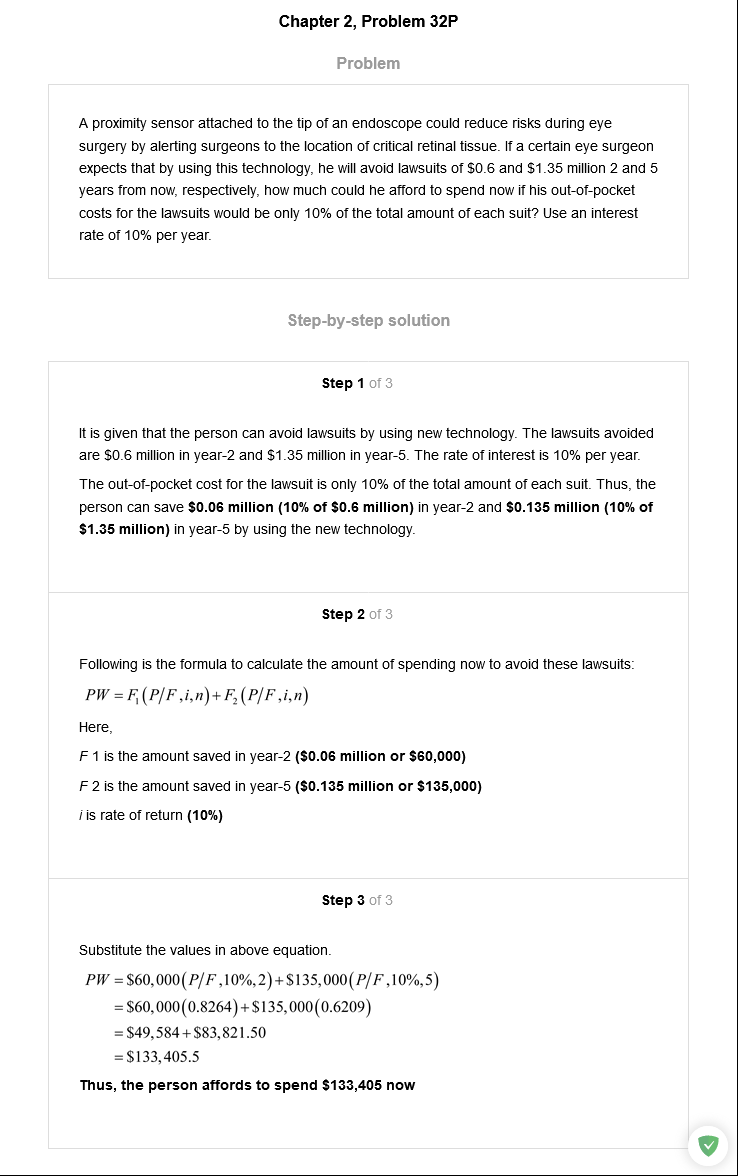 Chapter 2, Problem 32P
Problem
A proximity sensor attached to the tip of an endoscope could reduce risks during eye
surgery by alerting surgeons to the location of critical retinal tissue. If a certain eye surgeon
expects that by using this technology, he will avoid lawsuits of $0.6 and $1.35 million 2 and 5
years from now, respectively, how much could he afford to spend now if his out-of-pocket
costs for the lawsuits would be only 10% of the total amount of each suit? Use an interest
rate of 10% per year.
Step-by-step solution
Step 1 of 3
It is given that the person can avoid lawsuits by using new technology. The lawsuits avoided
are $0.6 million in year-2 and $1.35 million in year-5. The rate of interest is 10% per year.
The out-of-pocket cost for the lawsuit is only 10% of the total amount of each suit. Thus, the
person can save $0.06 million (10% of $0.6 million) in year-2 and $0.135 million (10% of
$1.35 million) in year-5 by using the new technology.
Step 2 of 3
Following is the formula to calculate the amount of spending now to avoid these lawsuits:
PW = F₁(P/F,i,n)+F₂(P/F,i,n)
Here,
F 1 is the amount saved in year-2 ($0.06 million or $60,000)
F 2 is the amount saved in year-5 ($0.135 million or $135,000)
i is rate of return (10%)
Step 3 of 3
Substitute the values in above equation.
PW = $60,000(P/F,10%,2)+$135,000(P/F,10%,5)
= $60,000(0.8264)+$135,000(0.6209)
= $49,584+$83,821.50
= $133,405.5
Thus, the person affords to spend $133,405 now